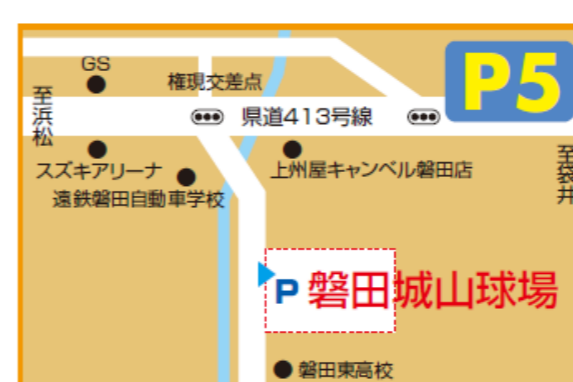 P5
GS
権現交差点
至浜松
県道413号線
スズキアリーナ
上州屋キャンベル磐田店
至袋井
遠鉄磐田自動車学校
P 磐田城山球場
磐田東高校